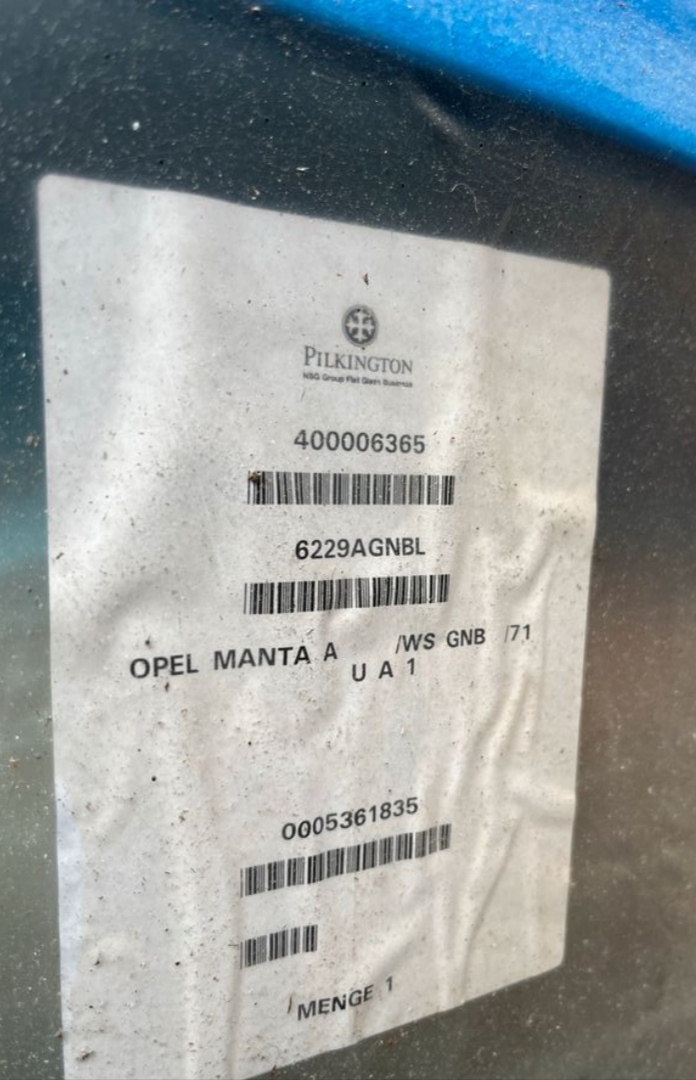 PILKINGTON
NSG Group Flat Glass Business
400006365
6229AGNBL
OPEL MANTA A /WS GNB /71
U A 1
0005361835
MENGE 1